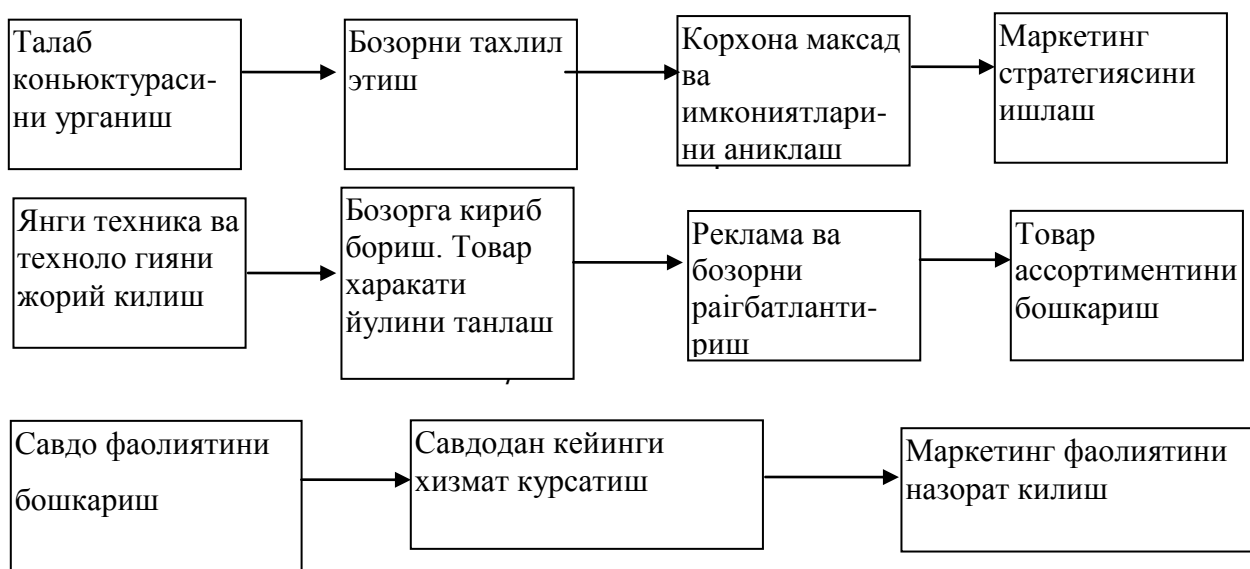 Талаб
коньюктураси-
ни урганиш
Бозорни тахлил
этиш
Корхона максад
ва
имкониятлари-
ни аниклаш
Маркетинг
стратегиясини
ишлаш
Янги техника ва
техноло гияни
жорий килиш
Бозорга кириб
бориш. Товар
харакати
йулини танлаш
Реклама ва
бозорни
раiгбатланти-
риш
Товар
ассортиментини
бошкариш
Савдо фаолиятини
бошкариш
Савдодан кейинги
хизмат курсатиш
Маркетинг фаолиятини
назорат килиш